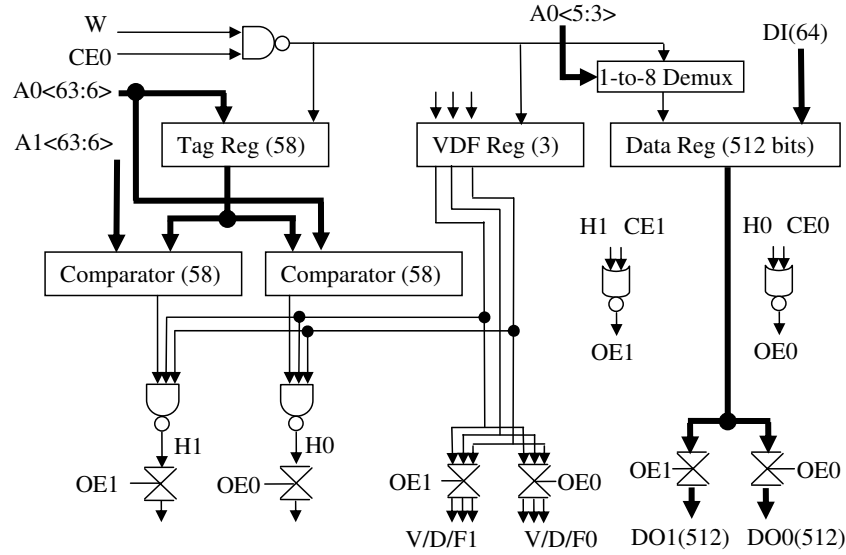 W
CE0
A0<5:3>
DI(64)
1-to-8 Demux
A0<63:6>
A1<63:6>
Tag Reg (58)
VDF Reg (3)
Data Reg (512 bits)
H1 CE1
H0 CE0
Comparator (58)
Comparator (58)
OE1
OE0
H1
H0
OE1
OE0
OE1
OE0
OE1
OE0
V/D/F1
V/D/F0
DO1(512)
DO0(512)